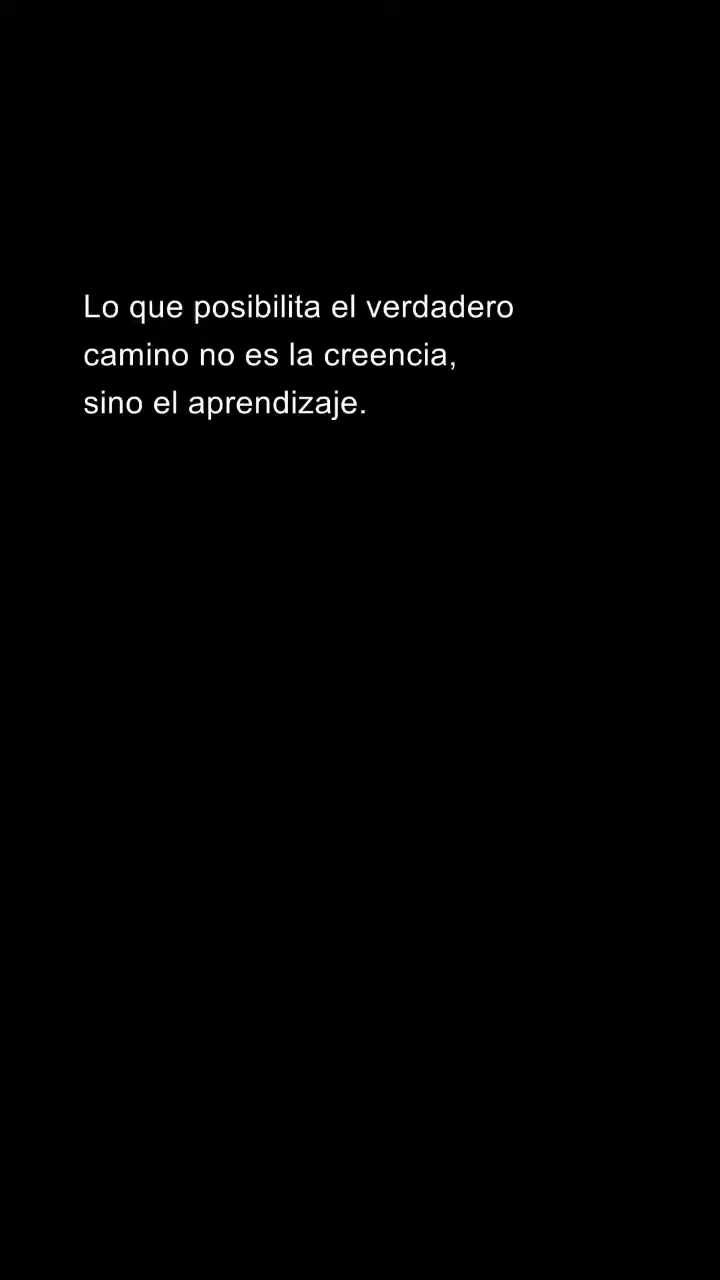 Lo que posibilita el verdadero
camino no es la creencia,
sino el aprendizaje.